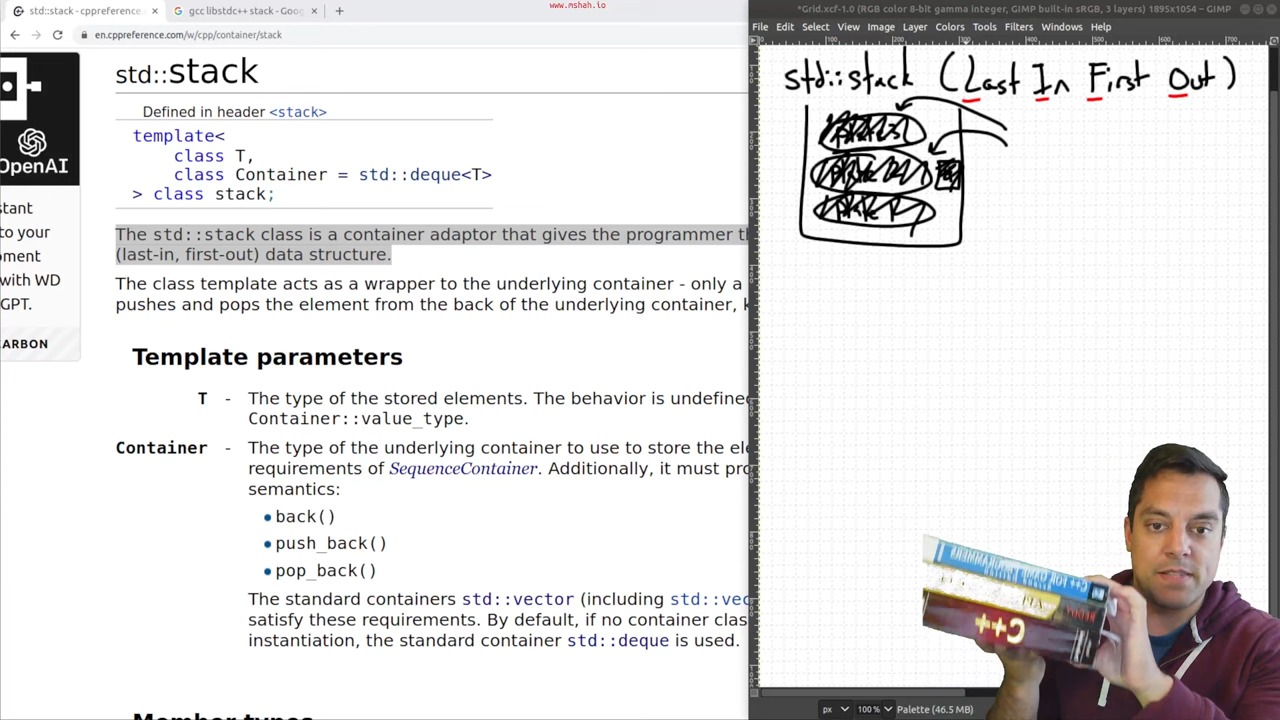 std::stack - cppreference.c
gcc libstdc++ stack - Goog
www.mshah.io
*Grid.xcf-1.0 (RGB color 8-bit gamma integer, GIMP built-in sRGB, 3 layers) 1895x1054 – GIMP
en.cppreference.com/w/cpp/container/stack
File Edit Select View Image Layer Colors Tools Filters Windows Help
OpenAI
stant
to your
oment
with WD
GPT.
CARBON
std::stack
Defined in header <stack>
template<
class T,
class Container = std::deque<T>
> class stack;
The std::stack class is a container adaptor that gives the programmer th
(last-in, first-out) data structure.
The class template acts as a wrapper to the underlying container - only a
pushes and pops the element from the back of the underlying container, k
Template parameters
T - The type of the stored elements. The behavior is undefined
Container::value_type.
Container - The type of the underlying container to use to store the ele
requirements of SequenceContainer. Additionally, it must pro
semantics:
back()
push_back()
pop_back()
The standard containers std::vector (including std::vec
satisfy these requirements. By default, if no container clas
instantiation, the standard container std::deque is used.
Member types
std::stack (Last In First Out)
C++
px 100% Palette (46.5 MB)